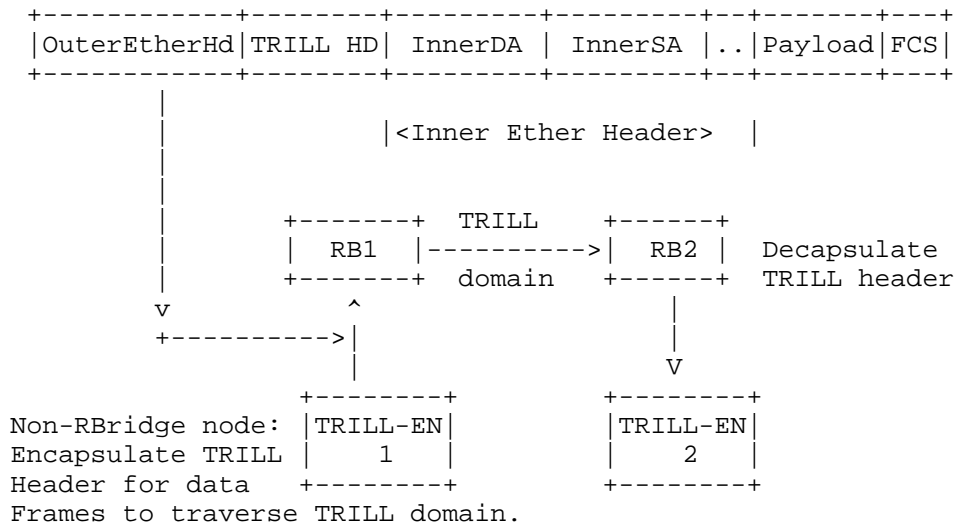 +------------+--------+---------+---------+--+-------+---+
|OuterEtherHd|TRILL HD| InnerDA | InnerSA |..|Payload|FCS|
+------------+--------+---------+---------+--+-------+---+
|
| |<Inner Ether Header> |
|
|
| +-------+ TRILL +------+
| | RB1 |---------->| RB2 | Decapsulate
| +-------+ domain +------+ TRILL header
v ^ |
+---------->| |
| V
+--------+ +--------+
Non-RBridge node: |TRILL-EN| |TRILL-EN|
Encapsulate TRILL | 1 | | 2 |
Header for data +--------+ +--------+
Frames to traverse TRILL domain.